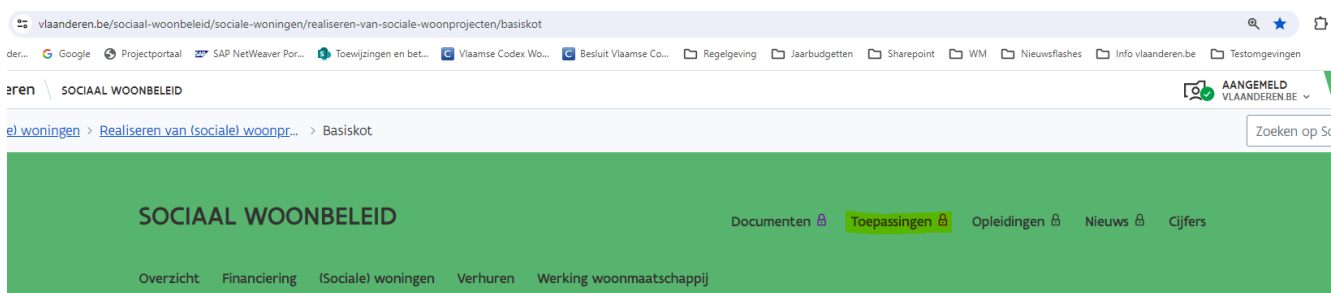 vlaanderen.be/sociaal-woonbeleid/sociale-woningen/realiseren-van-sociale-woonprojecten/basiskot
der... Google Projectportaal SAP NetWeaver Por... Toewijzingen en bet... Vlaamse Codex Wo... Besluit Vlaamse Co... Regelgeving Jaarbudgetten Sharepoint WM Nieuwsflashes Info vlaanderen.be Testomgevingen
eren SOCIAAL WOONBELEID AANGEMELD
VLAANDEREN.BE
e) woningen > Realiseren van (sociale) woonpr... > Basiskot Zoeken op So
SOCIAAL WOONBELEID Documenten Toepassingen Opleidingen Nieuws Cijfers
Overzicht Financiering (Sociale) woningen Verhuren Werking woonmaatschappij